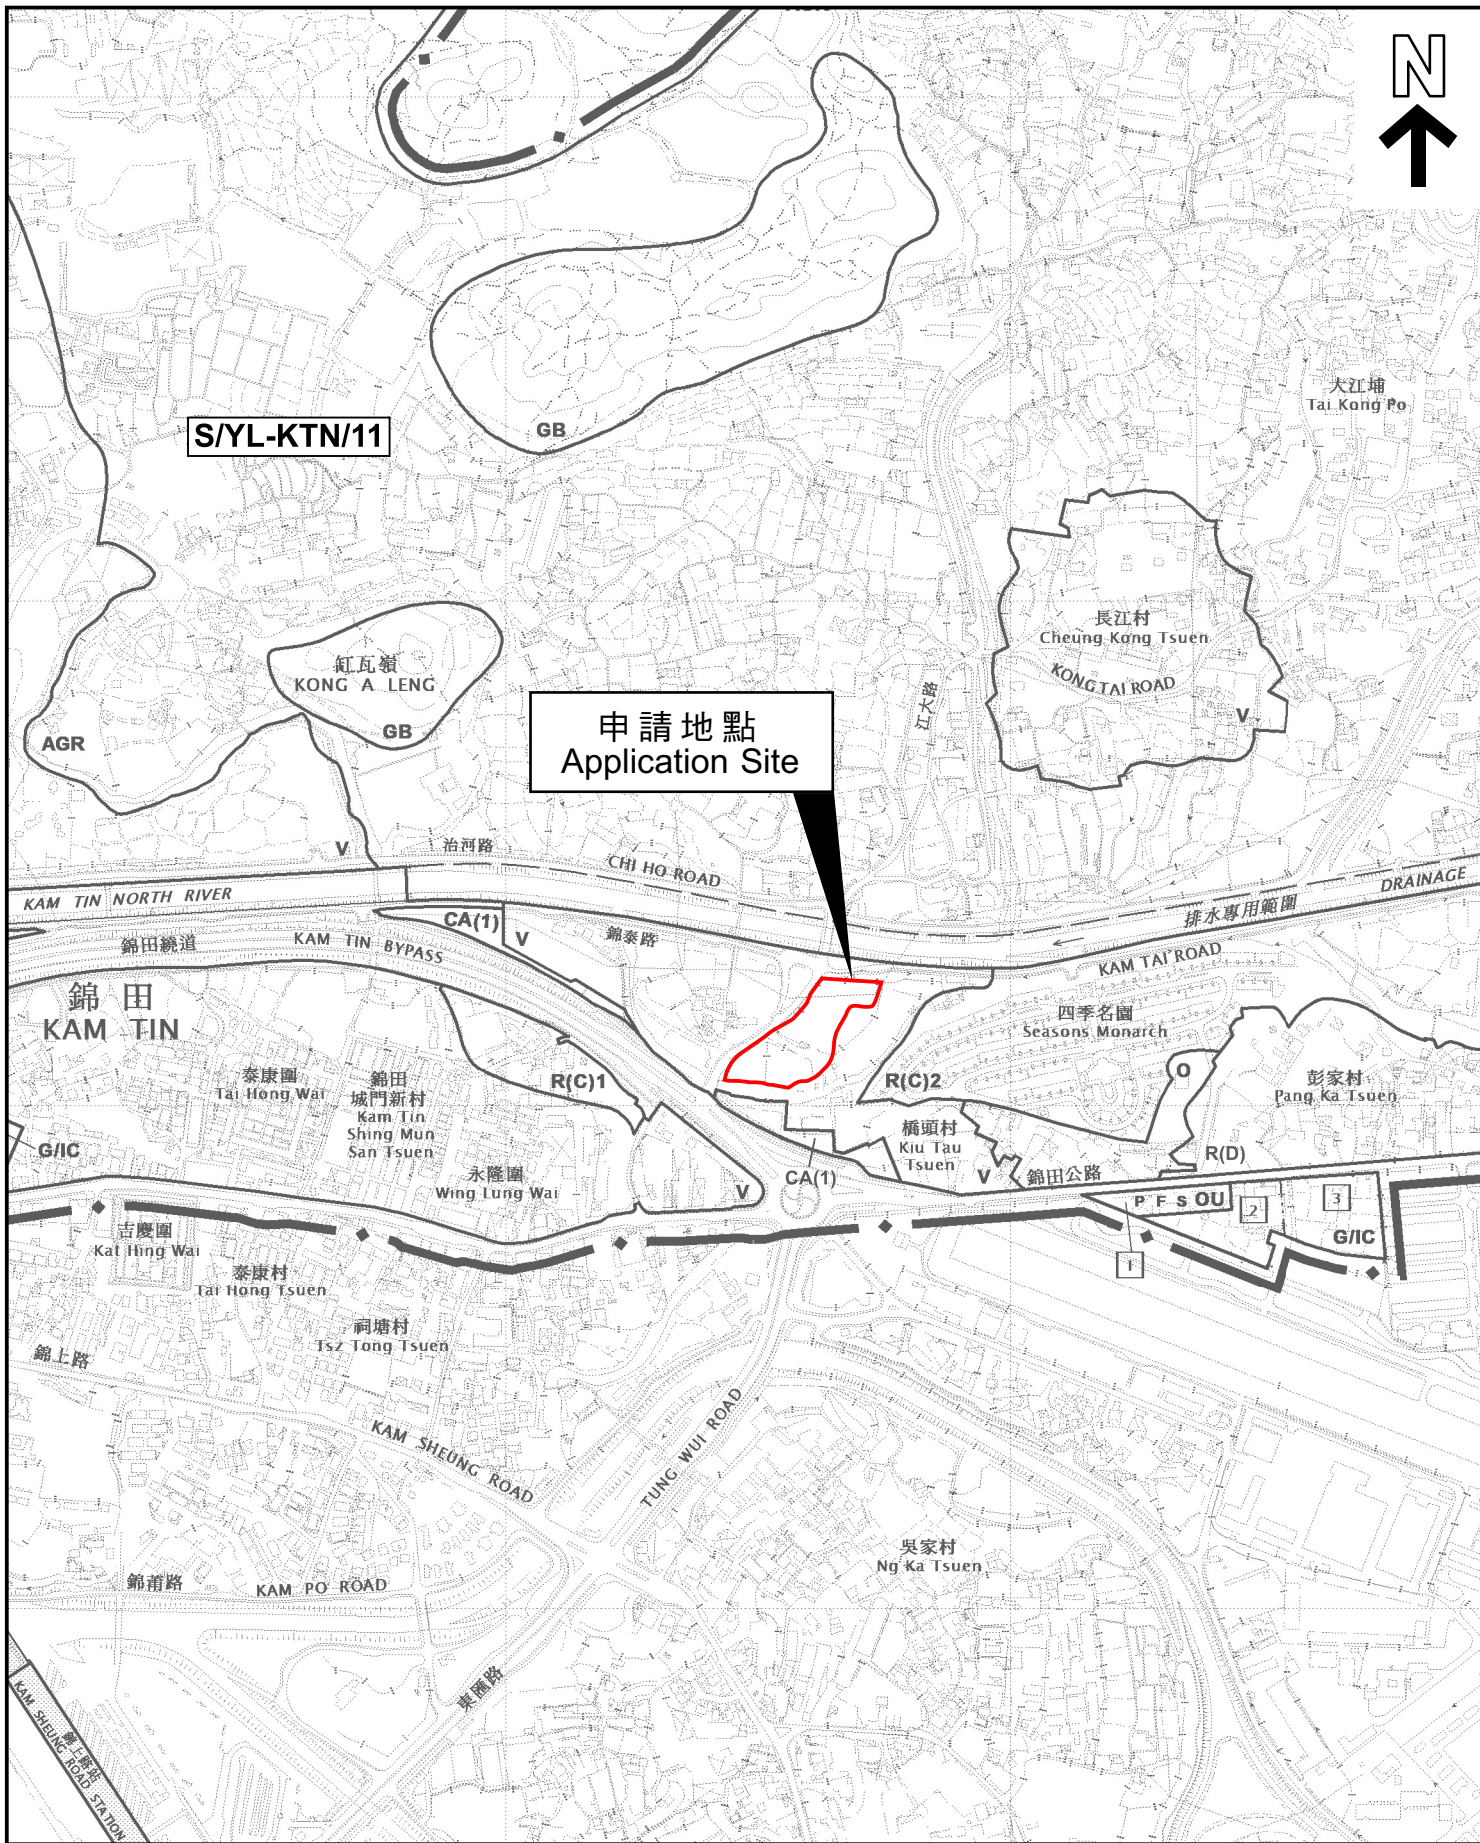 N
S/YL-KTN/11
GB
大江埔
Tai Kong Po
長江村
Cheung Kong Tsuen
KONG TAI ROAD
V
缸瓦嶺
KONG A LENG
GB
AGR
申請地點
Application Site
江大路
V
治河路
CHI HO ROAD
KAM TIN NORTH RIVER
DRAINAGE
排水專用範圍
CA(1)
V
錦泰路
錦田繞道
KAM TIN BYPASS
KAM TAI ROAD
錦田
KAM TIN
四季名園
Seasons Monarch
泰康圍
Tai Hong Wai
錦田
城門新村
Kam Tin
Shing Mun
San Tsuen
R(C)1
R(C)2
O
彭家村
Pang Ka Tsuen
G/IC
橋頭村
Kiu Tau
Tsuen
R(D)
永隆圍
Wing Lung Wai
V
CA(1)
V
錦田公路
P F S OU
2
3
G/IC
1
吉慶圍
Kat Hing Wai
泰康村
Tai Hong Tsuen
祠塘村
Tsz Tong Tsuen
錦上路
KAM SHEUNG ROAD
TUNG WUI ROAD
吳家村
Ng Ka Tsuen
錦莆路
KAM PO ROAD
東匯路
錦上路站
KAM SHEUNG ROAD STATION